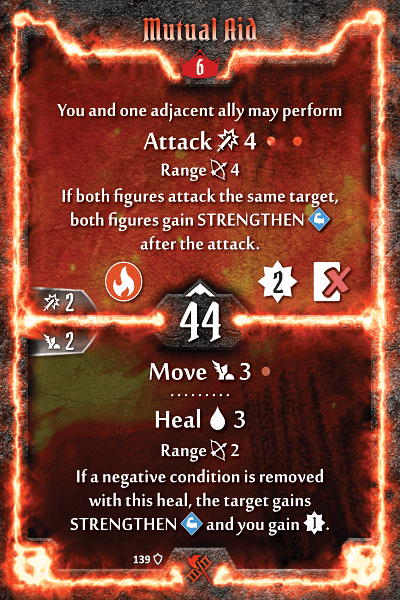 Mutual Aid
6
You and one adjacent ally may perform
Attack 4
Range 4
If both figures attack the same target,
both figures gain STRENGTHEN
after the attack.
2
2
44
2
Move 3
Heal 3
Range 2
If a negative condition is removed
with this heal, the target gains
STRENGTHEN and you gain 1.
139